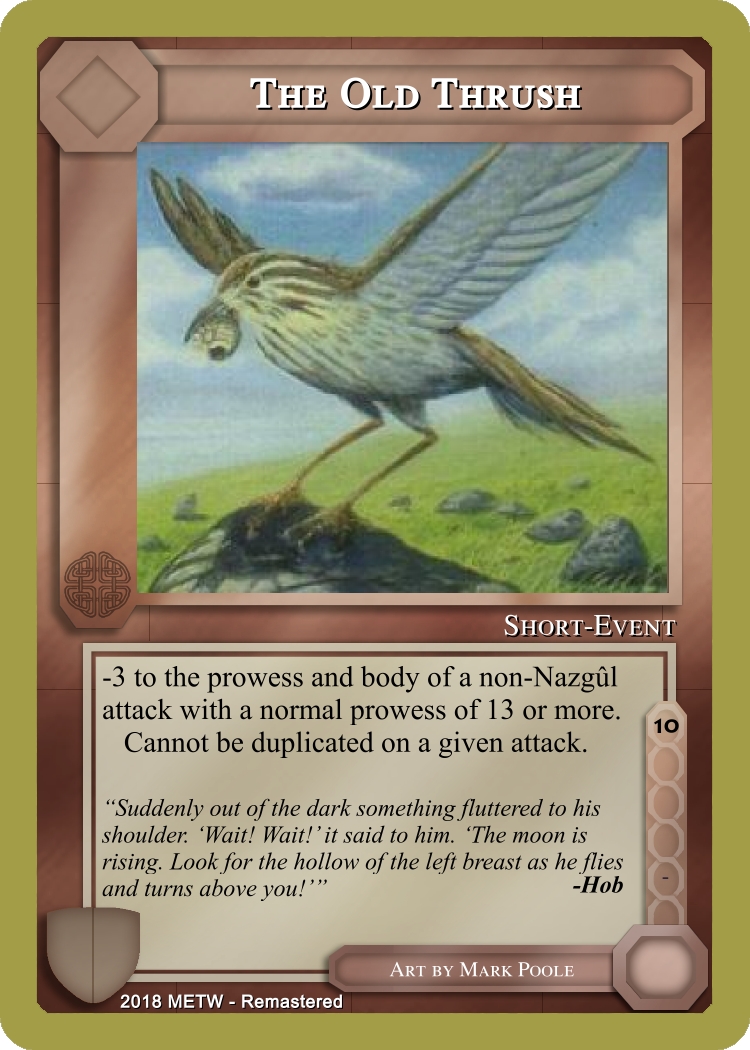 The Old Thrush
Short-Event
-3 to the prowess and body of a non-Nazgûl
attack with a normal prowess of 13 or more.
Cannot be duplicated on a given attack.
10
“Suddenly out of the dark something fluttered to his
shoulder. ‘Wait! Wait!’ it said to him. ‘The moon is
rising. Look for the hollow of the left breast as he flies
and turns above you!’” -Hob
-
Art by Mark Poole
2018 METW - Remastered